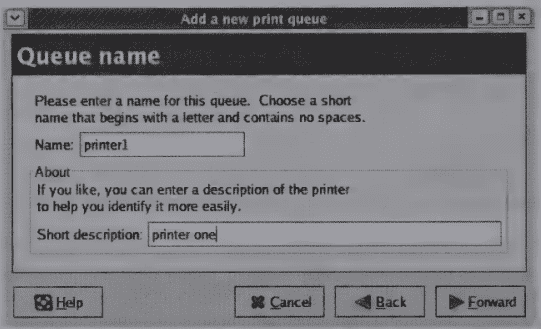 Add a new print queue
Queue name
Please enter a name for this queue. Choose a short
name that begins with a letter and contains no spaces.
Name: printer1
About
If you like, you can enter a description of the printer
to help you identify it more easily.
Short description: printer one
Help Cancel Back Forward